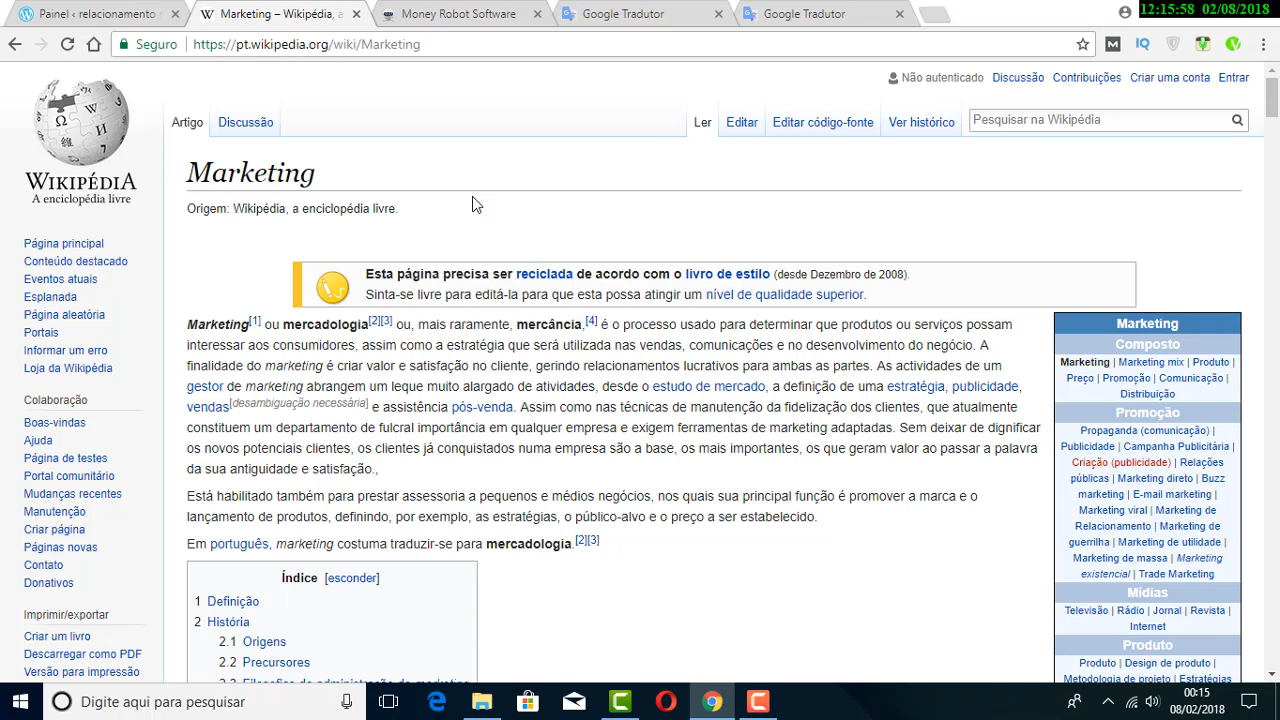 Painel ‹ relacionamento
Marketing – Wikipédia, a
Money Robot Software
Google Tradutor
Google Tradutor
12:15:58 02/08/2018
Seguro
https://pt.wikipedia.org/wiki/Marketing
Não autenticado Discussão Contribuições Criar uma conta Entrar
Artigo Discussão
Ler Editar Editar código-fonte Ver histórico
Pesquisar na Wikipédia
WIKIPÉDIA
A enciclopédia livre
Página principal
Conteúdo destacado
Eventos atuais
Esplanada
Página aleatória
Portais
Informar um erro
Loja da Wikipédia
Colaboração
Boas-vindas
Ajuda
Página de testes
Portal comunitário
Mudanças recentes
Manutenção
Criar página
Páginas novas
Contato
Donativos
Imprimir/exportar
Criar um livro
Descarregar como PDF
Versão para impressão
Marketing
Origem: Wikipédia, a enciclopédia livre.
Esta página precisa ser reciclada de acordo com o livro de estilo (desde Dezembro de 2008).
Sinta-se livre para editá-la para que esta possa atingir um nível de qualidade superior.
Marketing[1] ou mercadologia[2][3] ou, mais raramente, mercância,[4] é o processo usado para determinar que produtos ou serviços possam
interessar aos consumidores, assim como a estratégia que será utilizada nas vendas, comunicações e no desenvolvimento do negócio. A
finalidade do marketing é criar valor e satisfação no cliente, gerindo relacionamentos lucrativos para ambas as partes. As actividades de um
gestor de marketing abrangem um leque muito alargado de atividades, desde o estudo de mercado, a definição de uma estratégia, publicidade,
vendas[desambiguação necessária] e assistência pós-venda. Assim como nas técnicas de manutenção da fidelização dos clientes, que atualmente
constituem um departamento de fulcral importância em qualquer empresa e exigem ferramentas de marketing adaptadas. Sem deixar de dignificar
os novos potenciais clientes, os clientes já conquistados numa empresa são a base, os mais importantes, os que geram valor ao passar a palavra
da sua antiguidade e satisfação.,
Está habilitado também para prestar assessoria a pequenos e médios negócios, nos quais sua principal função é promover a marca e o
lançamento de produtos, definindo, por exemplo, as estratégias, o público-alvo e o preço a ser estabelecido.
Em português, marketing costuma traduzir-se para mercadologia.[2][3]
Índice [esconder]
1 Definição
2 História
2.1 Origens
2.2 Precursores
2.3 Filosofias de administração de marketing
Marketing
Composto
Marketing | Marketing mix | Produto |
Preço | Promoção | Comunicação |
Distribuição
Promoção
Propaganda (comunicação) |
Publicidade | Campanha Publicitária |
Criação (publicidade) | Relações
públicas | Marketing direto | Buzz
marketing | E-mail marketing |
Marketing viral | Marketing de
Relacionamento | Marketing de
guerrilha | Marketing de utilidade |
Marketing de massa | Marketing
existencial | Trade Marketing
Mídias
Televisão | Rádio | Jornal | Revista |
Internet
Produto
Produto | Design de produto |
Metodologia de projeto | Estratégias
Digite aqui para pesquisar
00:15
08/02/2018